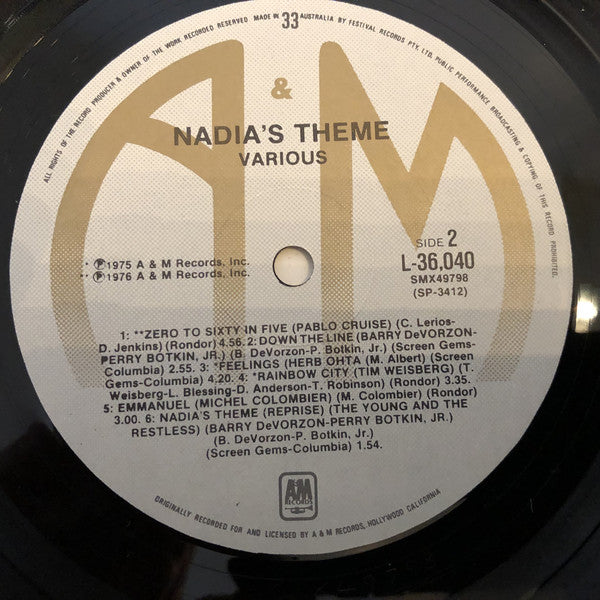 ALL RIGHTS OF THE RECORD PRODUCER & OWNER OF THE WORK RECORDED RESERVED. MADE IN 33 AUSTRALIA BY FESTIVAL RECORDS PTY. LTD. PUBLIC PERFORMANCE BROADCASTING & COPYING OF THIS RECORD PROHIBITED.
A&M
NADIA'S THEME
VARIOUS
* ℗1975 A & M Records, Inc.
** ℗1976 A & M Records, Inc.
SIDE 2
L-36,040
SMX49798
(SP-3412)
1: **ZERO TO SIXTY IN FIVE (PABLO CRUISE) (C. Lerios-
D. Jenkins) (Rondor) 4.56. 2: DOWN THE LINE (BARRY DeVORZON-
PERRY BOTKIN, JR.) (B. DeVorzon-P. Botkin, Jr.) (Screen Gems-
Columbia) 2.55. 3: *FEELINGS (HERB OHTA) (M. Albert) (Screen
Gems-Columbia) 4.20. 4: *RAINBOW CITY (TIM WEISBERG) (T.
Weisberg-L. Blessing-D. Anderson-T. Robinson) (Rondor) 3.35.
5: EMMANUEL (MICHEL COLOMBIER) (M. Colombier) (Rondor)
3.00. 6: NADIA'S THEME (REPRISE) (THE YOUNG AND THE
RESTLESS) (BARRY DeVORZON-PERRY BOTKIN, JR.)
(B. DeVorzon-P. Botkin, Jr.)
(Screen Gems-Columbia) 1.54.
A&M
RECORDS
ORIGINALLY RECORDED FOR AND LICENSED BY A & M RECORDS, HOLLYWOOD CALIFORNIA